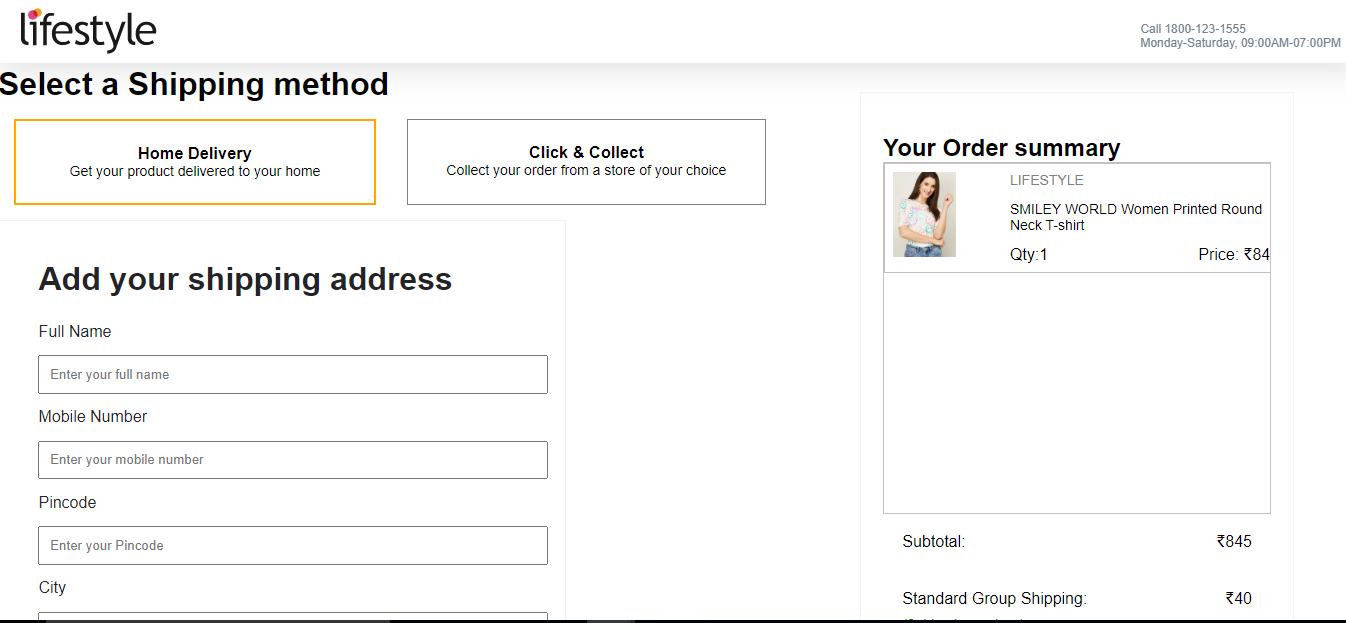 lifestyle
Call 1800-123-1555
Monday-Saturday, 09:00AM-07:00PM
Select a Shipping method
Home Delivery
Get your product delivered to your home
Click & Collect
Collect your order from a store of your choice
Add your shipping address
Full Name
Enter your full name
Mobile Number
Enter your mobile number
Pincode
Enter your Pincode
City
Your Order summary
LIFESTYLE
SMILEY WORLD Women Printed Round
Neck T-shirt
Qty:1 Price: ₹84
Subtotal: ₹845
Standard Group Shipping: ₹40